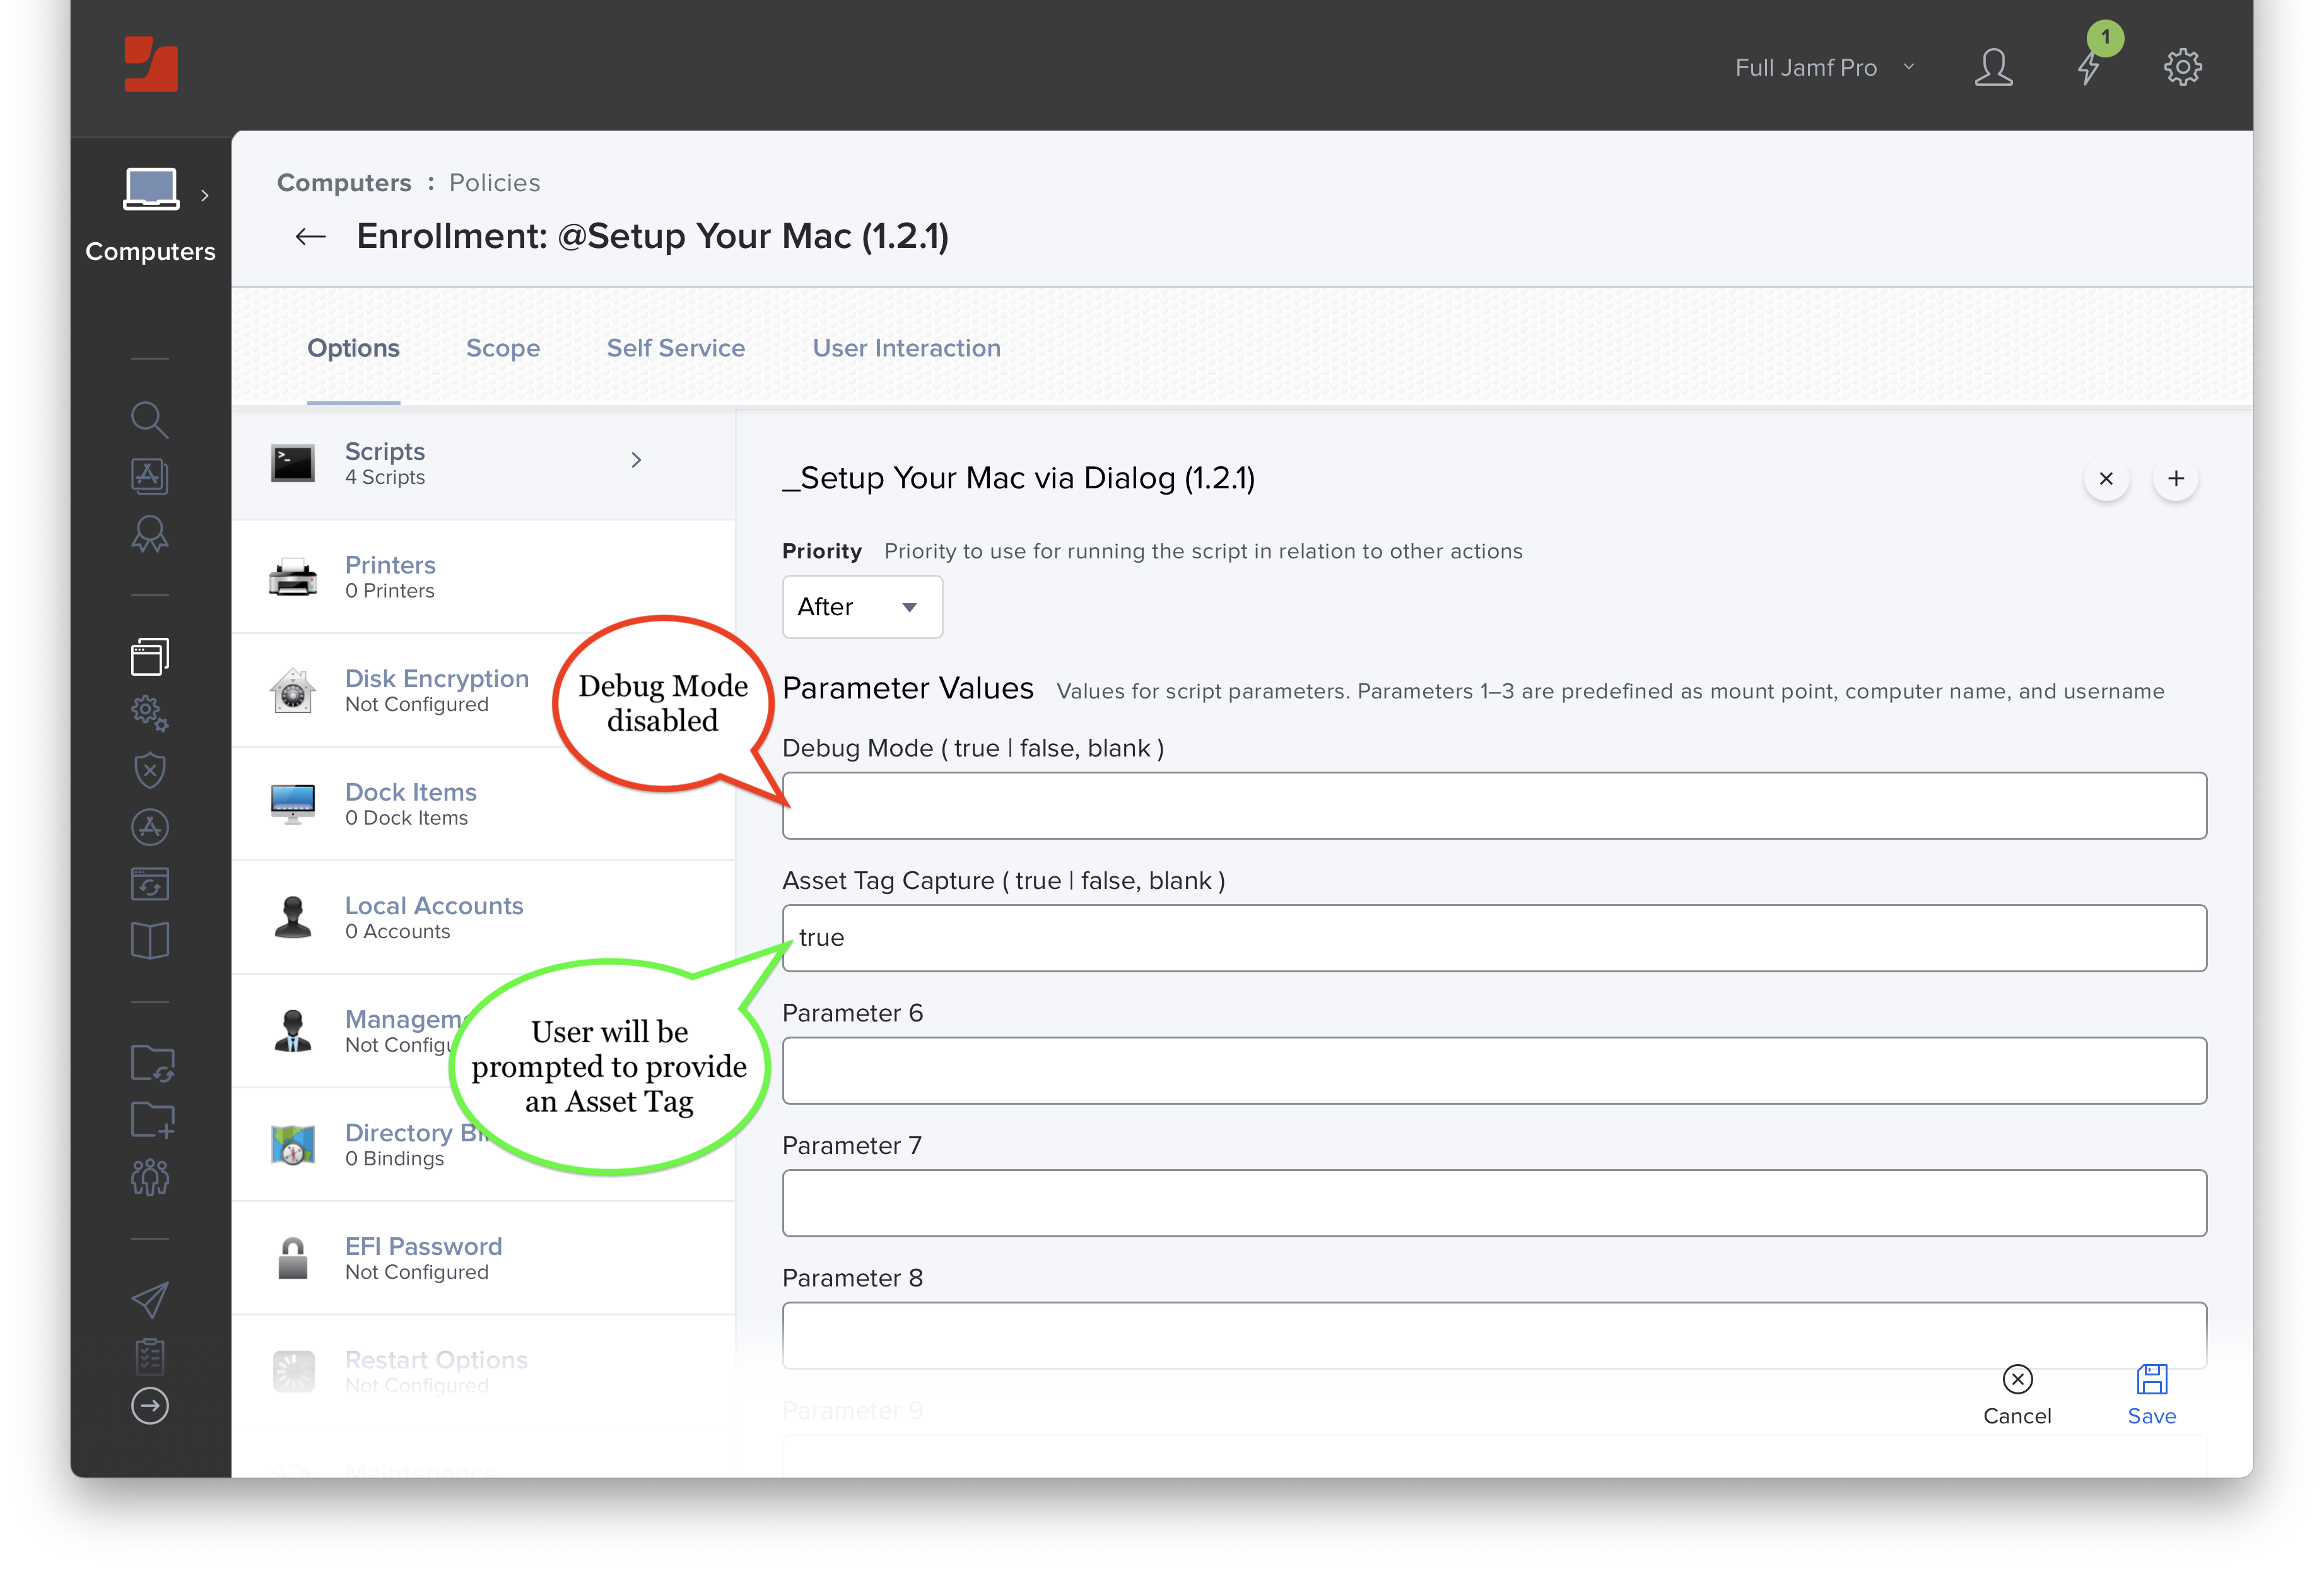 1
Full Jamf Pro
Computers
Computers : Policies
Enrollment: @Setup Your Mac (1.2.1)
Options
Scope
Self Service
User Interaction
Scripts
4 Scripts
Printers
0 Printers
Disk Encryption
Not Configured
Dock Items
0 Dock Items
Local Accounts
0 Accounts
Managem
Not Config
Directory Bi
0 Bindings
EFI Password
Not Configured
Restart Options
Not Configured
Maintenance
_Setup Your Mac via Dialog (1.2.1)
Priority Priority to use for running the script in relation to other actions
After
Parameter Values Values for script parameters. Parameters 1–3 are predefined as mount point, computer name, and username
Debug Mode
disabled
Debug Mode ( true | false, blank )
Asset Tag Capture ( true | false, blank )
true
User will be
prompted to provide
an Asset Tag
Parameter 6
Parameter 7
Parameter 8
Parameter 9
Cancel
Save